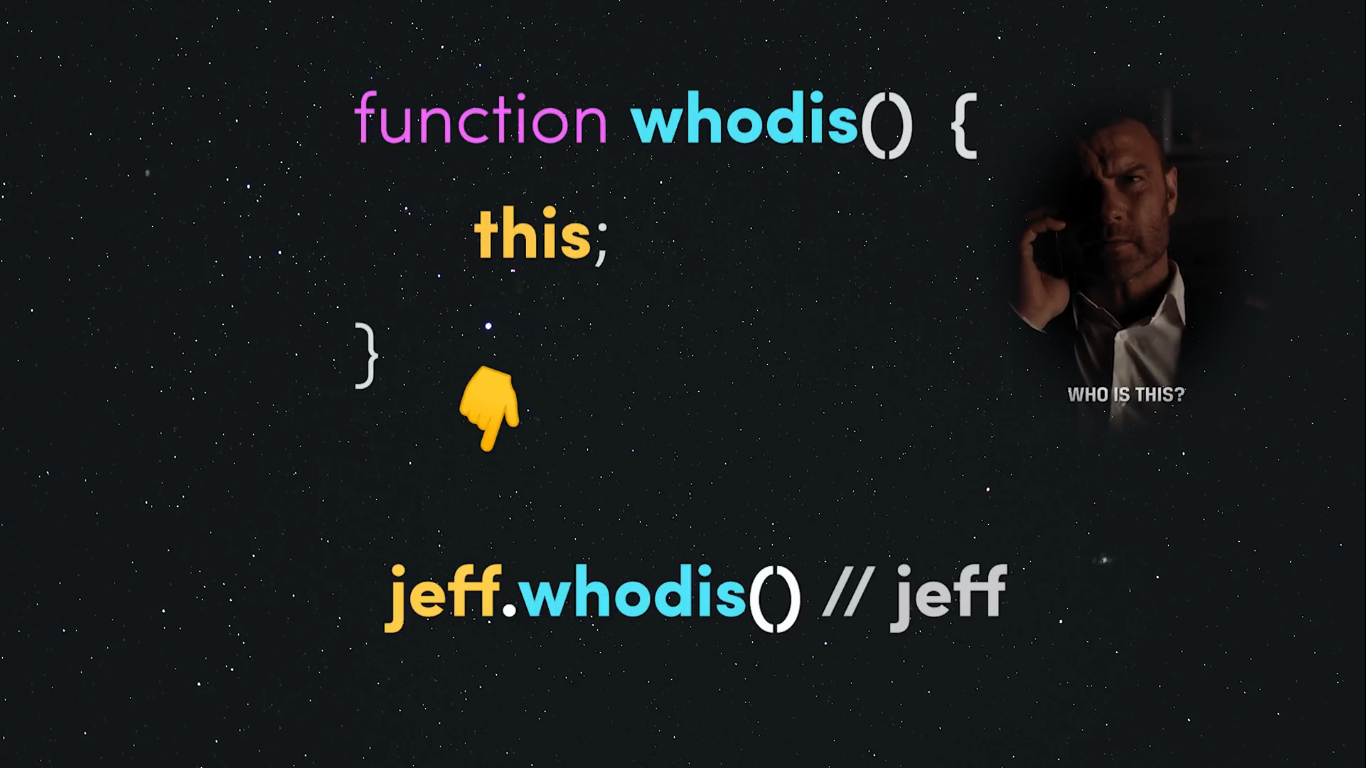 function whodis() {
this;
}
WHO IS THIS?
jeff.whodis() // jeff